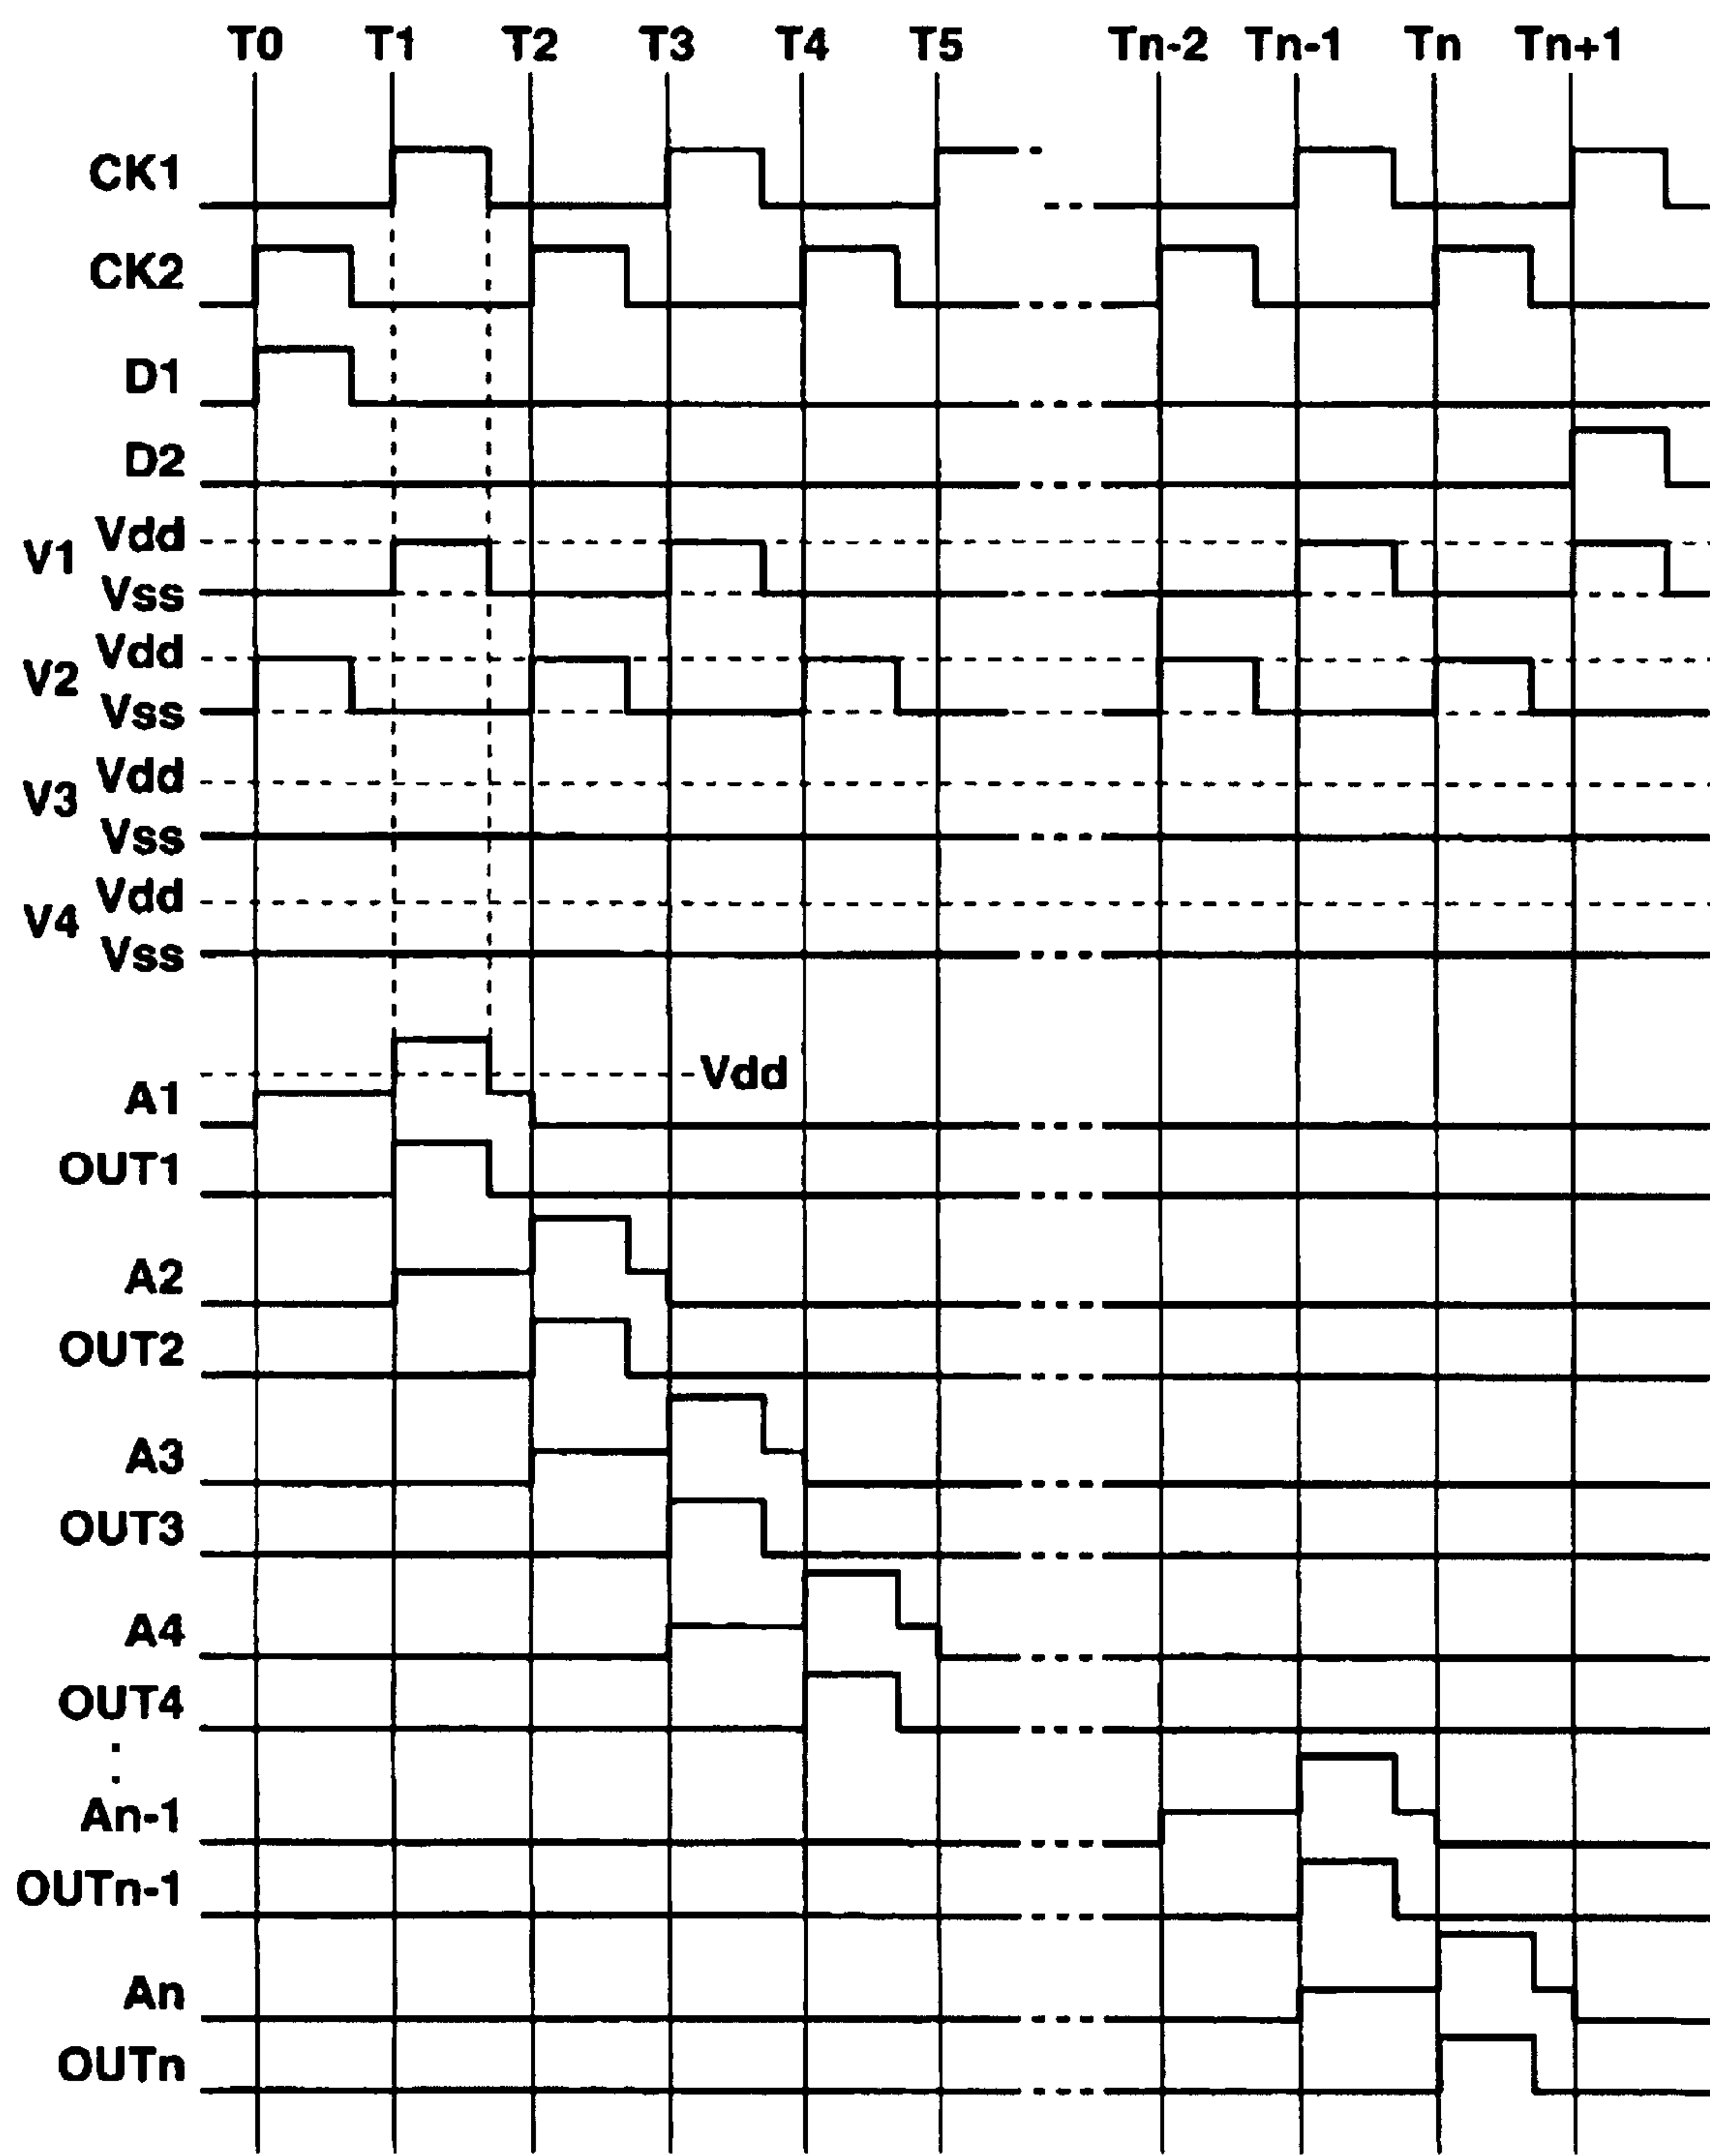 T0 T1 T2 T3 T4 T5 Tn-2 Tn-1 Tn Tn+1
CK1
CK2
D1
D2
V1 Vdd
Vss
V2 Vdd
Vss
V3 Vdd
Vss
V4 Vdd
Vss
Vdd
A1
OUT1
A2
OUT2
A3
OUT3
A4
OUT4
:
An-1
OUTn-1
An
OUTn